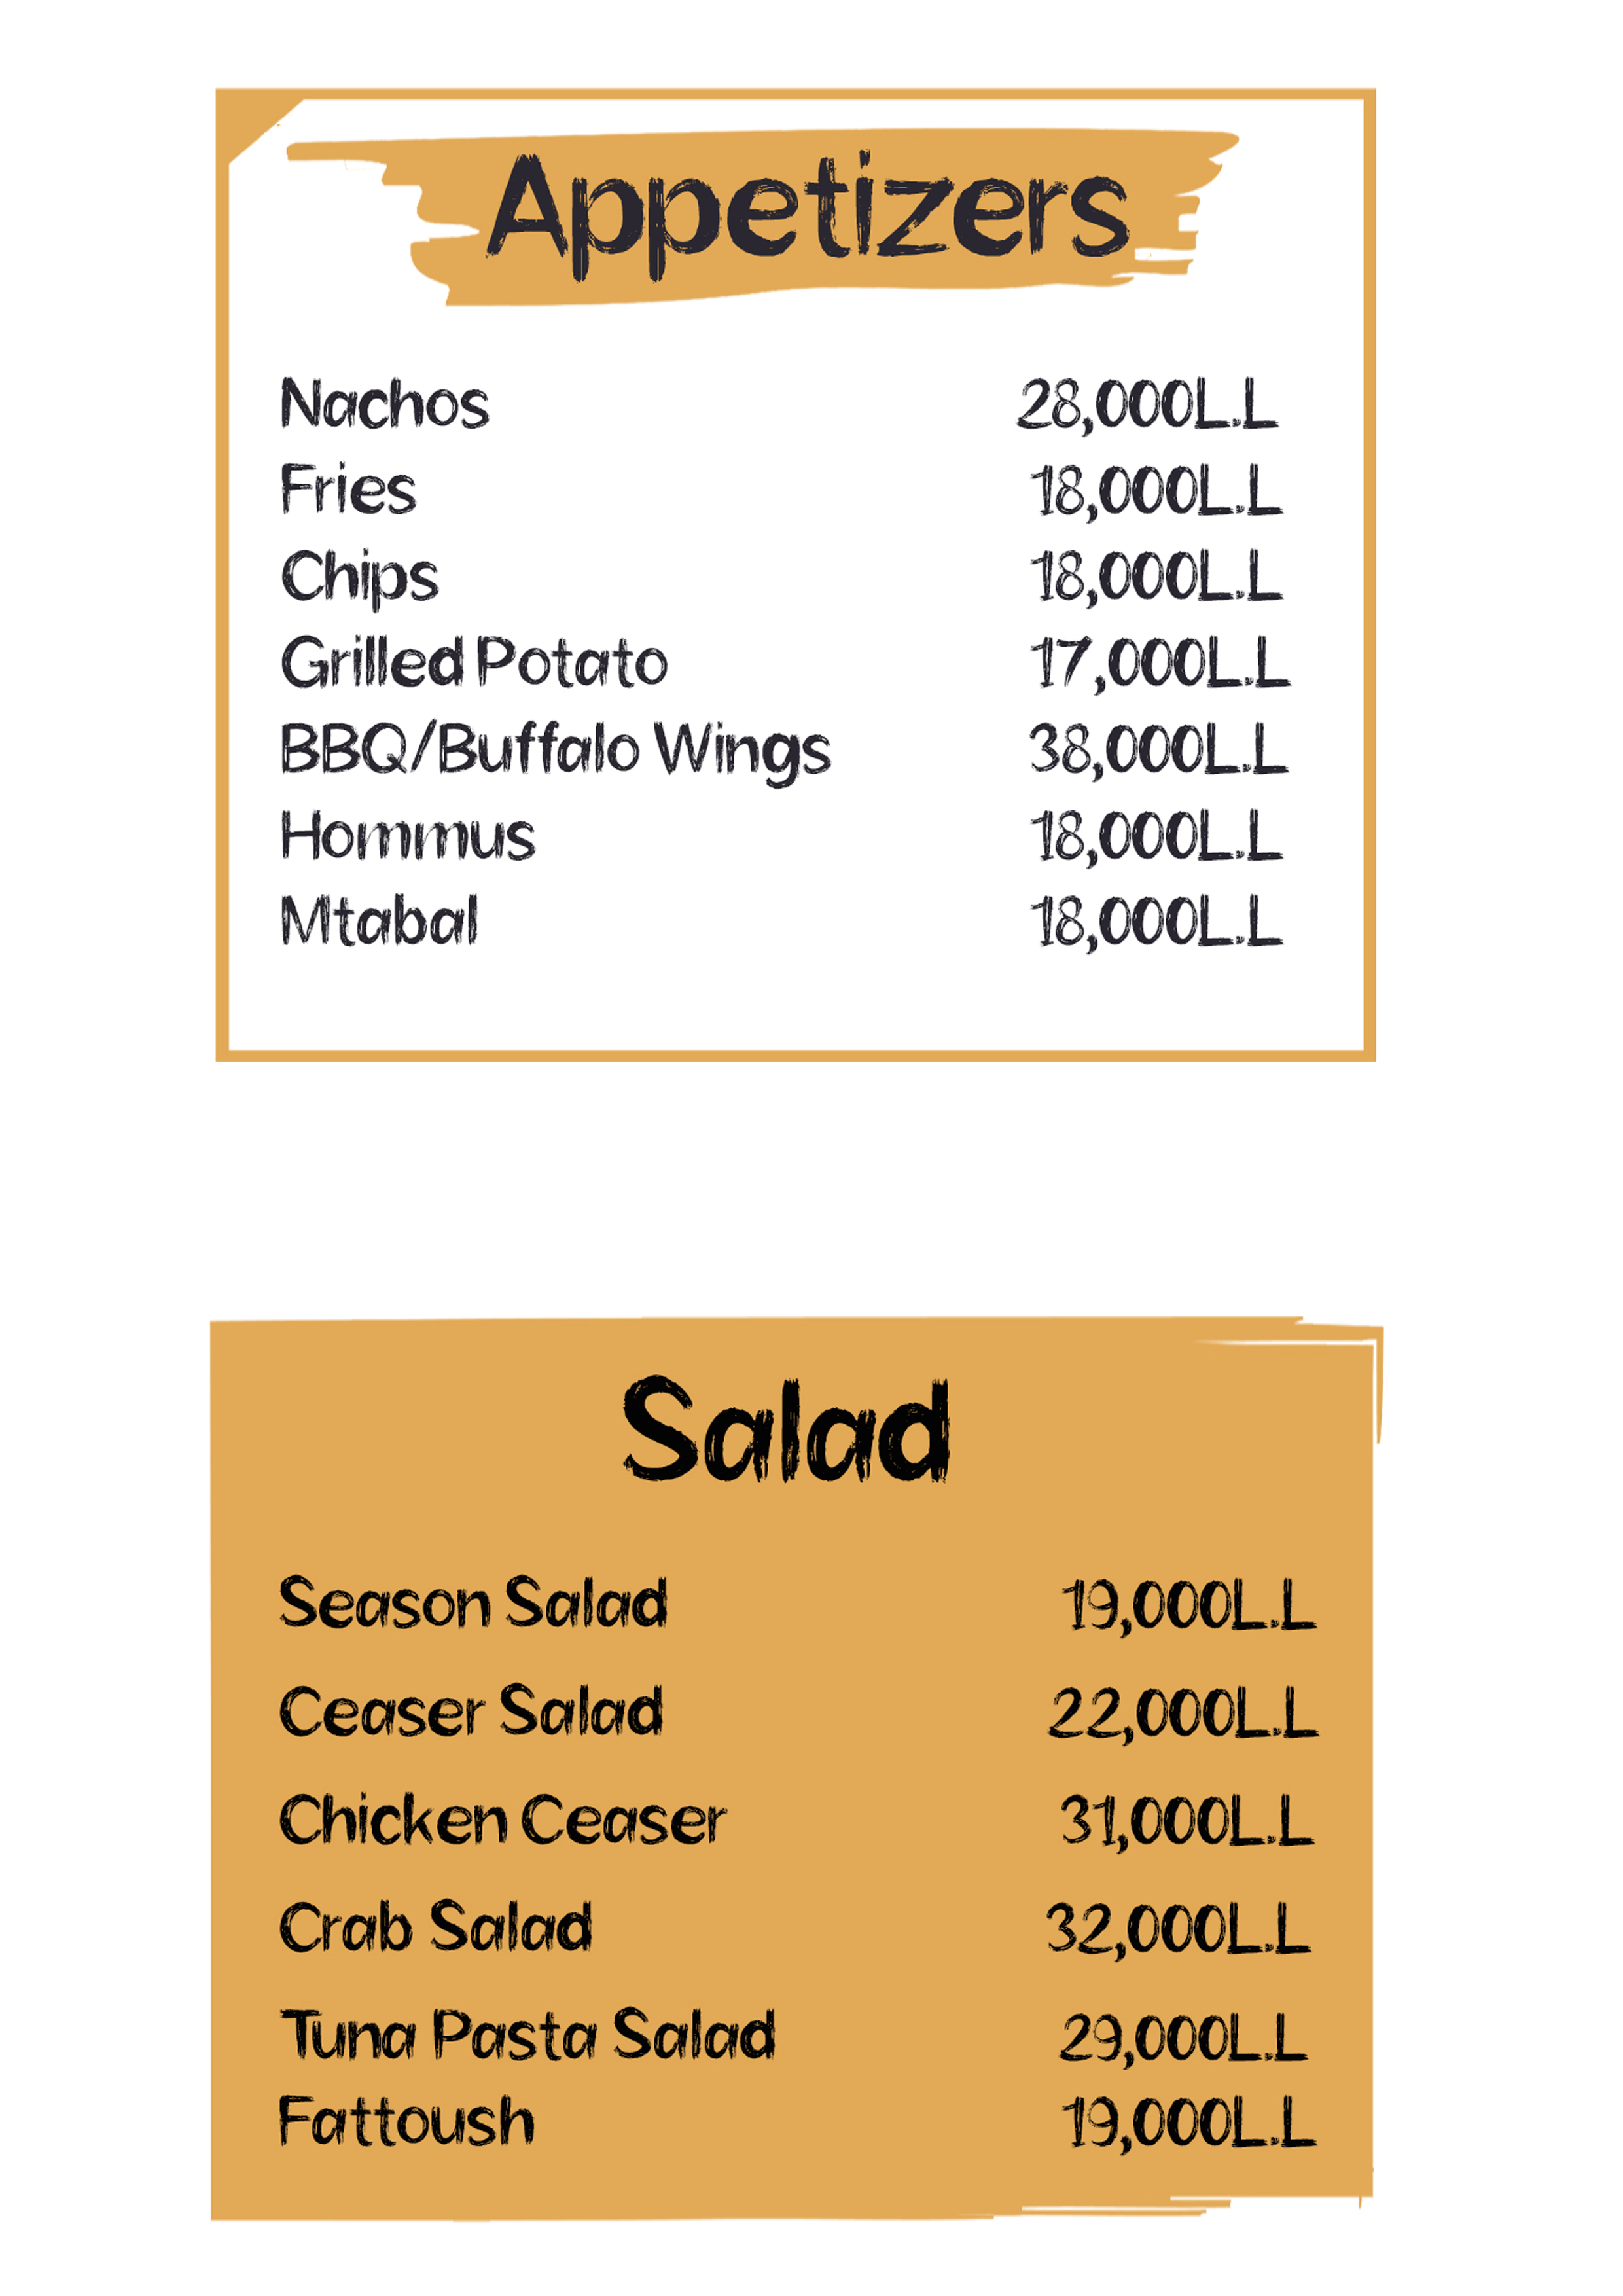 Appetizers
Nachos 28,000L.L
Fries 18,000L.L
Chips 18,000L.L
Grilled Potato 17,000L.L
BBQ/Buffalo Wings 38,000L.L
Hommus 18,000L.L
Mtabal 18,000L.L
Salad
Season Salad 19,000L.L
Ceaser Salad 22,000L.L
Chicken Ceaser 31,000L.L
Crab Salad 32,000L.L
Tuna Pasta Salad 29,000L.L
Fattoush 19,000L.L